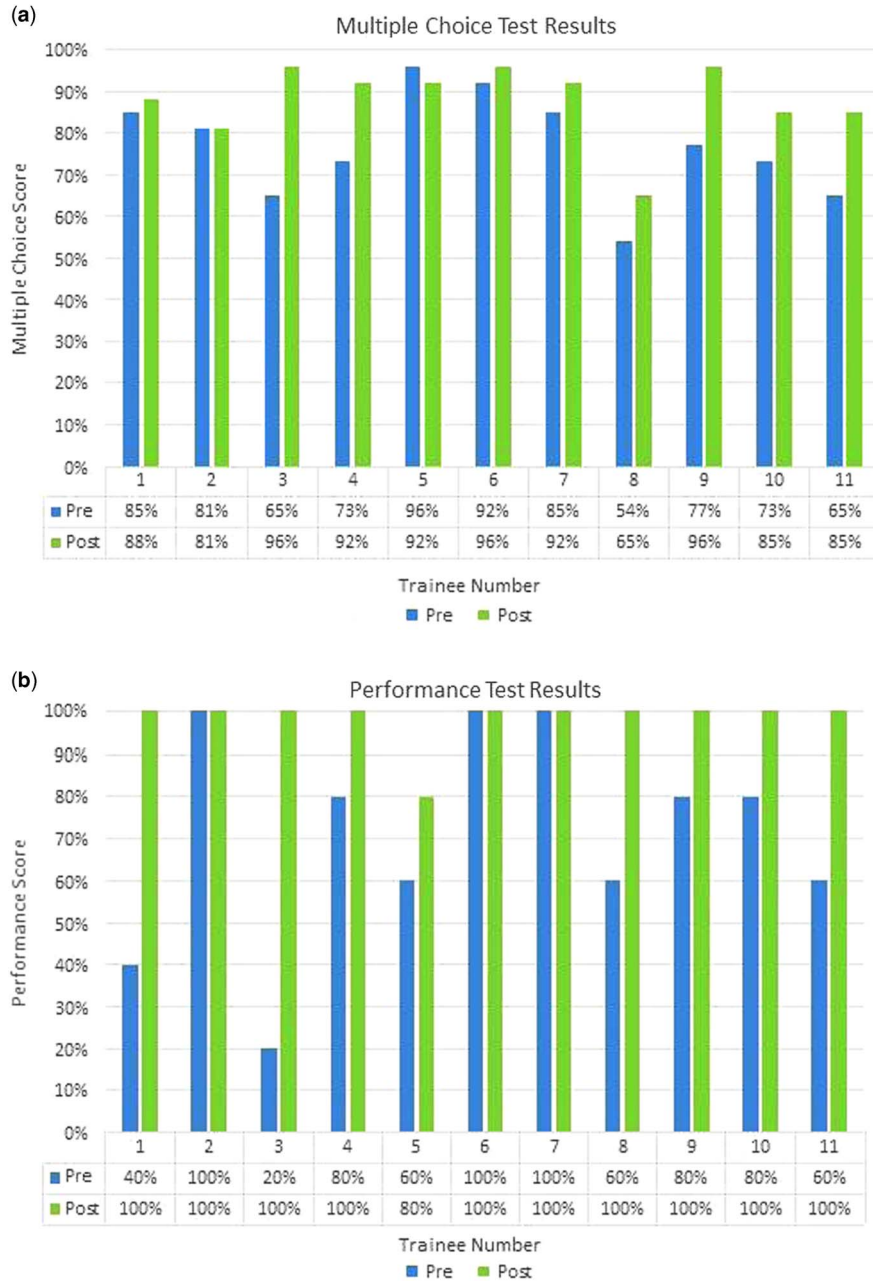 (a)
Multiple Choice Test Results
100%
90%
80%
70%
60%
50%
40%
30%
20%
10%
0%
Multiple Choice Score
1 2 3 4 5 6 7 8 9 10 11
Pre 85% 81% 65% 73% 96% 92% 85% 54% 77% 73% 65%
Post 88% 81% 96% 92% 92% 96% 92% 65% 96% 85% 85%
Trainee Number
Pre Post
(b)
Performance Test Results
100%
90%
80%
70%
60%
50%
40%
30%
20%
10%
0%
Performance Score
1 2 3 4 5 6 7 8 9 10 11
Pre 40% 100% 20% 80% 60% 100% 100% 60% 80% 80% 60%
Post 100% 100% 100% 100% 80% 100% 100% 100% 100% 100% 100%
Trainee Number
Pre Post